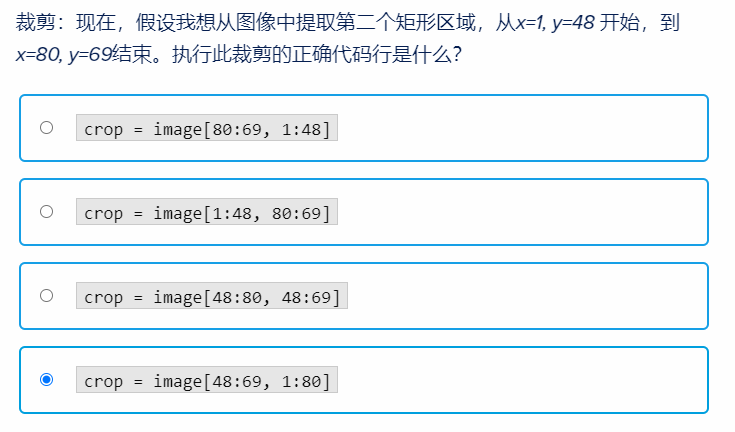 裁剪：现在，假设我想从图像中提取第二个矩形区域，从x=1, y=48 开始，到
x=80, y=69结束。执行此裁剪的正确代码行是什么？
crop = image[80:69, 1:48]
crop = image[1:48, 80:69]
crop = image[48:80, 48:69]
crop = image[48:69, 1:80]